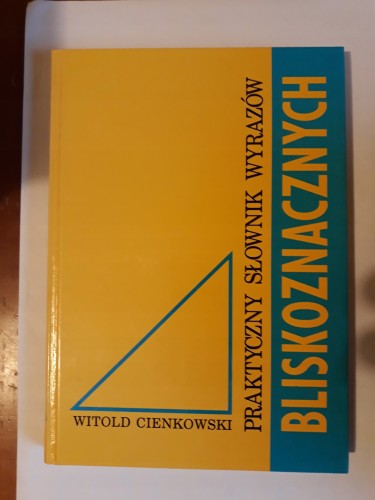 WITOLD CIENKOWSKI
PRAKTYCZNY SŁOWNIK WYRAZÓW
BLISKOZNACZNYCH